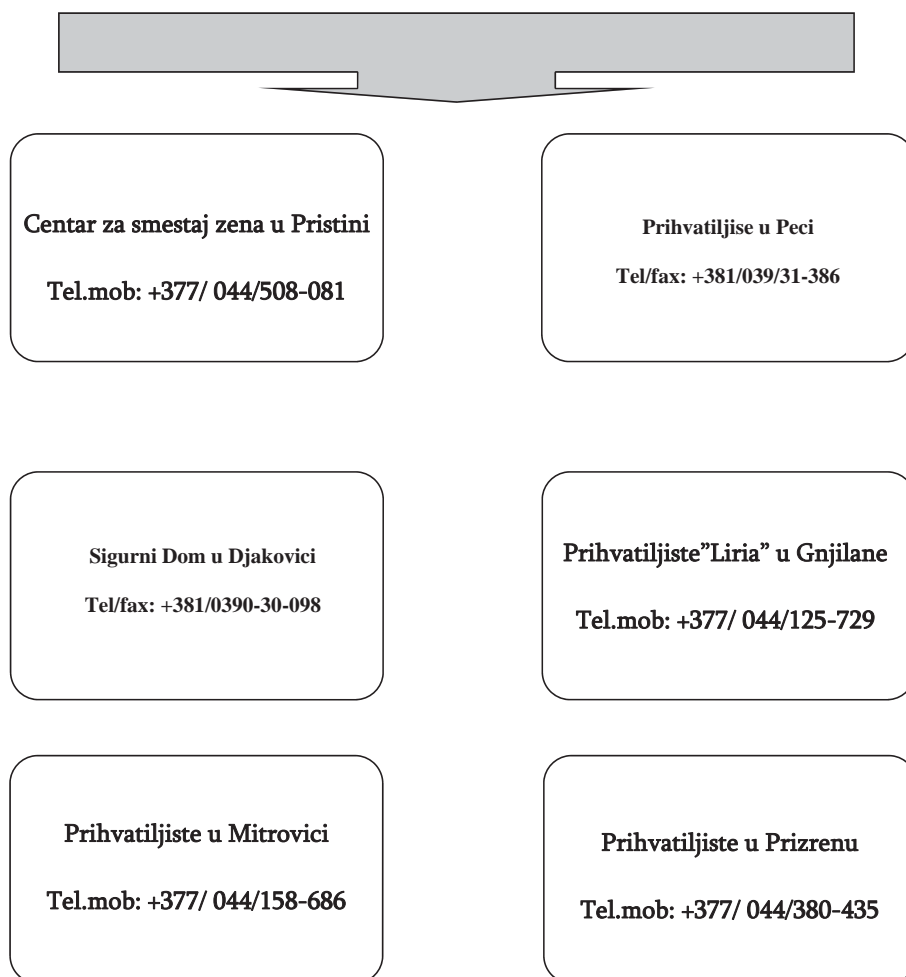 Centar za smestaj zena u Pristini
Tel.mob: +377/ 044/508-081
Prihvatiljise u Peci
Tel/fax: +381/039/31-386
Sigurni Dom u Djakovici
Tel/fax: +381/0390-30-098
Prihvatiljiste”Liria” u Gnjilane
Tel.mob: +377/ 044/125-729
Prihvatiljiste u Mitrovici
Tel.mob: +377/ 044/158-686
Prihvatiljiste u Prizrenu
Tel.mob: +377/ 044/380-435